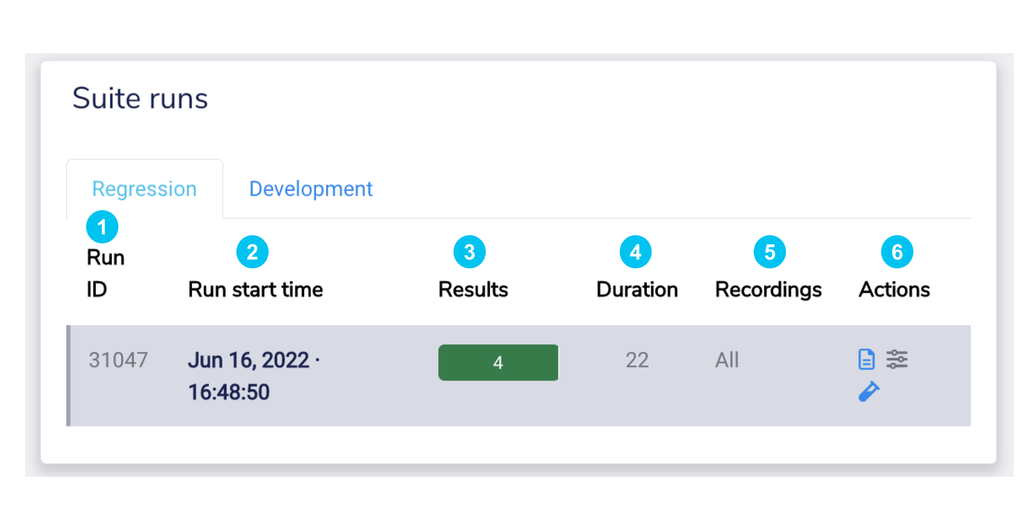 Suite runs
Regression Development
1 2 3 4 5 6
Run
ID Run start time Results Duration Recordings Actions
31047 Jun 16, 2022 · 4 22 All
16:48:50